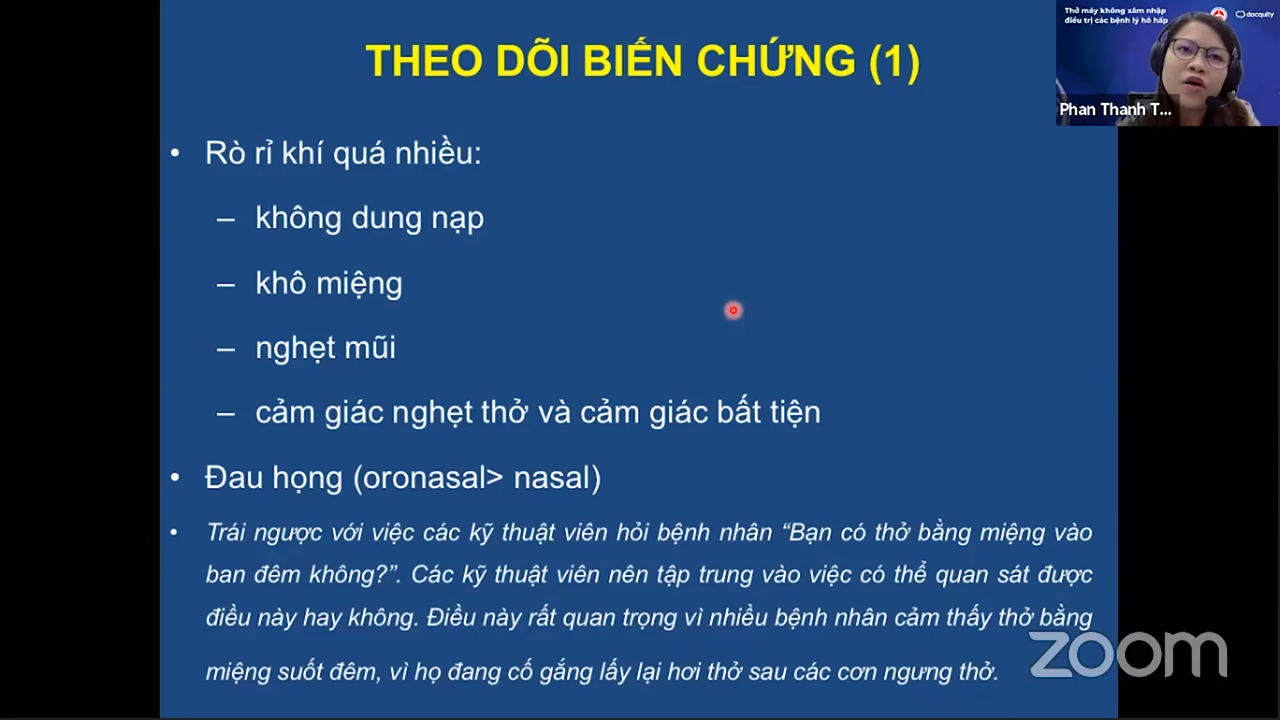 THEO DÕI BIẾN CHỨNG (1)
• Rò rỉ khí quá nhiều:
– không dung nạp
– khô miệng
– nghẹt mũi
– cảm giác nghẹt thở và cảm giác bất tiện
• Đau họng (oronasal> nasal)
• Trái ngược với việc các kỹ thuật viên hỏi bệnh nhân “Bạn có thở bằng miệng vào
ban đêm không?”. Các kỹ thuật viên nên tập trung vào việc có thể quan sát được
điều này hay không. Điều này rất quan trọng vì nhiều bệnh nhân cảm thấy thở bằng
miệng suốt đêm, vì họ đang cố gắng lấy lại hơi thở sau các cơn ngưng thở.
Thở máy không xâm nhập
điều trị các bệnh lý hô hấp
docquity
Phan Thanh T...
zoom